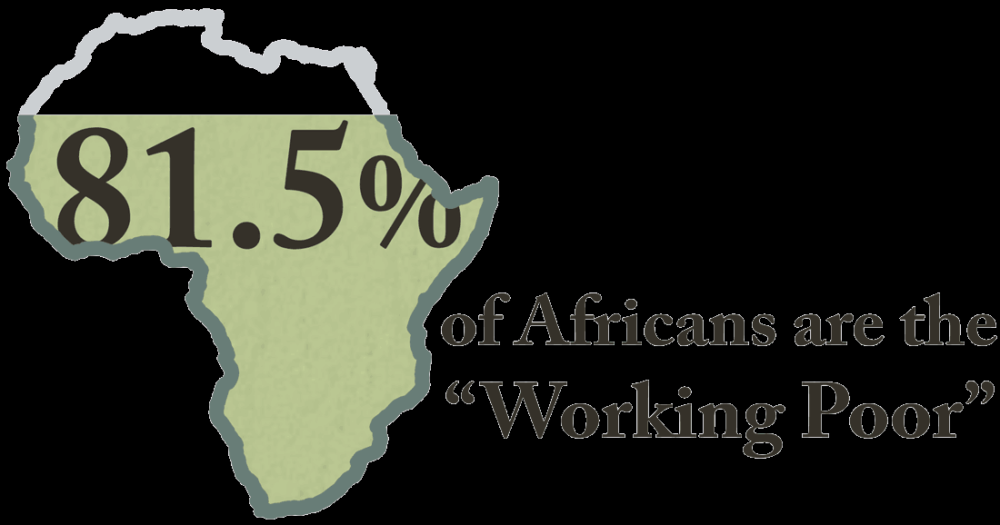 81.5%
of Africans are the
“Working Poor”